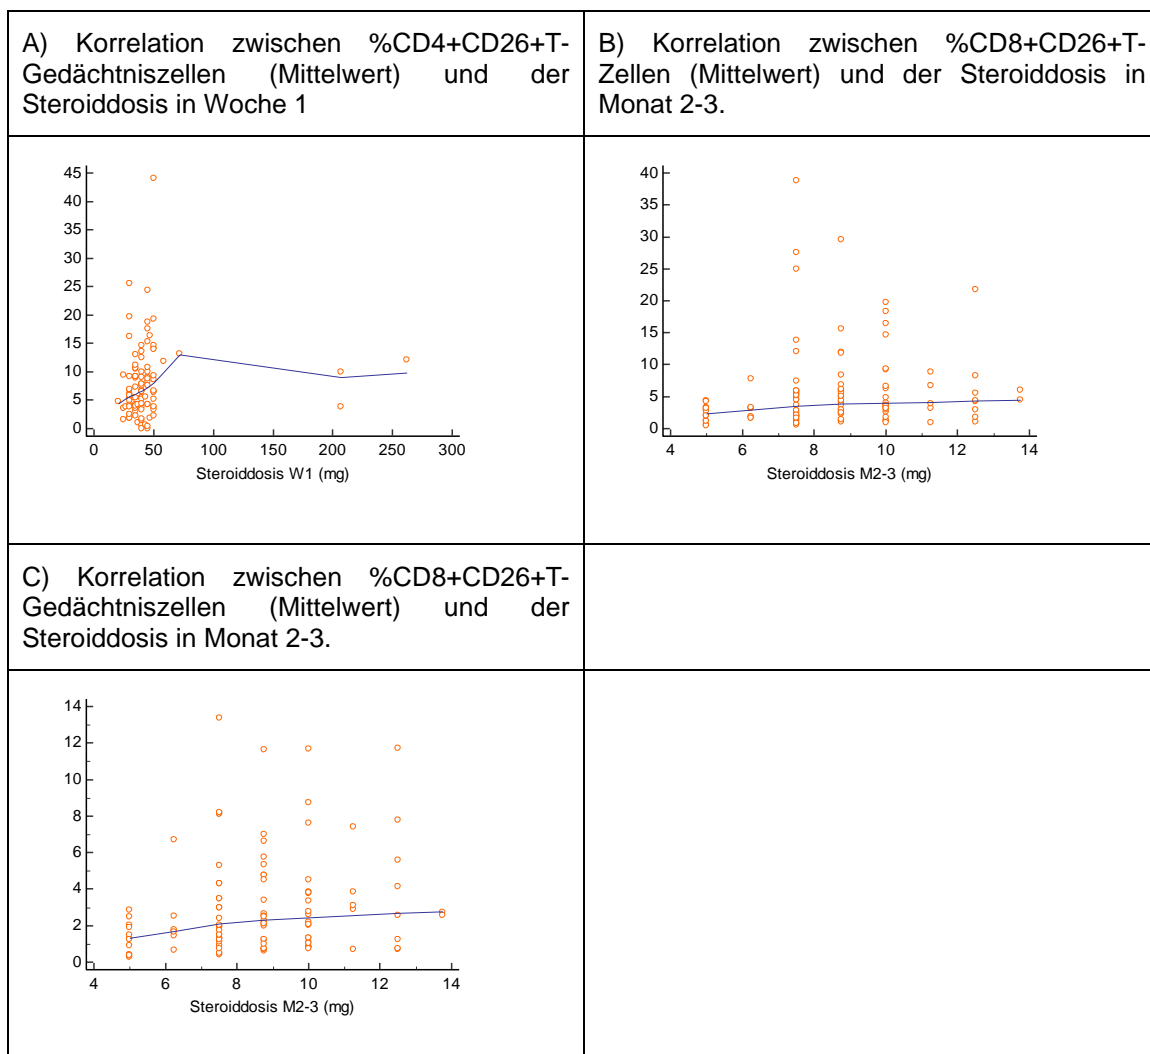 A) Korrelation zwischen %CD4+CD26+T-
Gedächtniszellen (Mittelwert) und der
Steroiddosis in Woche 1
B) Korrelation zwischen %CD8+CD26+T-
Zellen (Mittelwert) und der Steroiddosis in
Monat 2-3.
45
40
35
30
25
20
15
10
5
0
0 50 100 150 200 250 300
Steroiddosis W1 (mg)
40
35
30
25
20
15
10
5
0
4 6 8 10 12 14
Steroiddosis M2-3 (mg)
C) Korrelation zwischen %CD8+CD26+T-
Gedächtniszellen (Mittelwert) und der
Steroiddosis in Monat 2-3.
14
12
10
8
6
4
2
0
4 6 8 10 12 14
Steroiddosis M2-3 (mg)